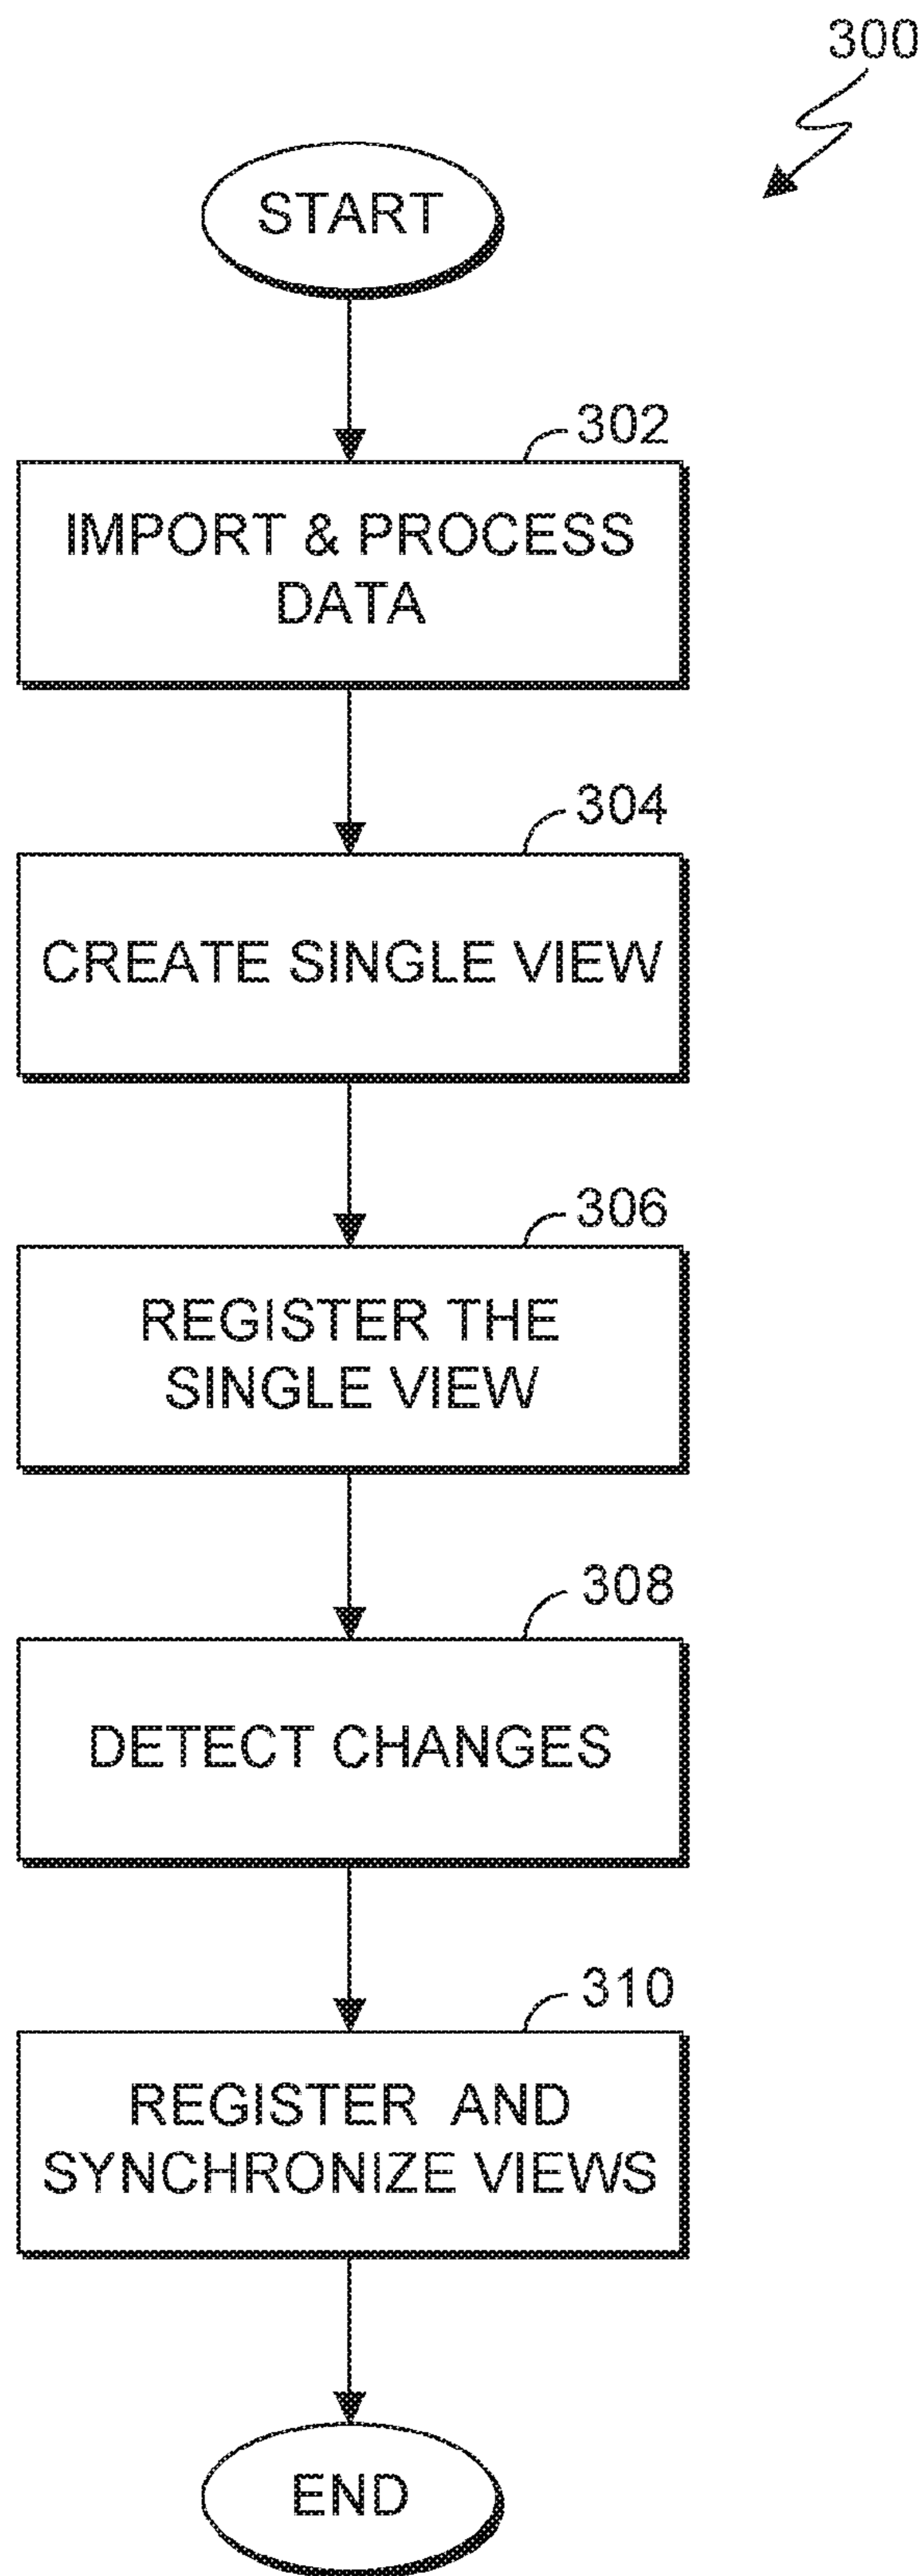 300
START
302
IMPORT & PROCESS
DATA
304
CREATE SINGLE VIEW
306
REGISTER THE
SINGLE VIEW
308
DETECT CHANGES
310
REGISTER AND
SYNCHRONIZE VIEWS
END